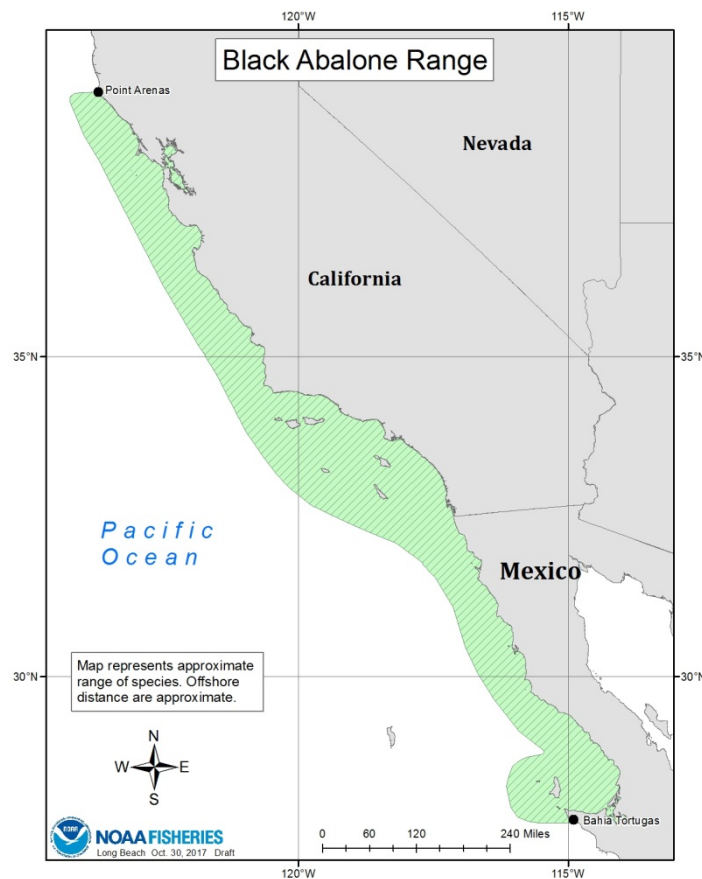 120°W
115°W
Black Abalone Range
Point Arenas
Nevada
California
35°N
35°N
Pacific
Ocean
Mexico
30°N
30°N
Map represents approximate
range of species. Offshore
distance are approximate.
N
W
E
S
Bahia Tortugas
NOAA
NOAA FISHERIES
Long Beach Oct. 30, 2017 Draft
0
60
120
240 Miles
120°W
115°W